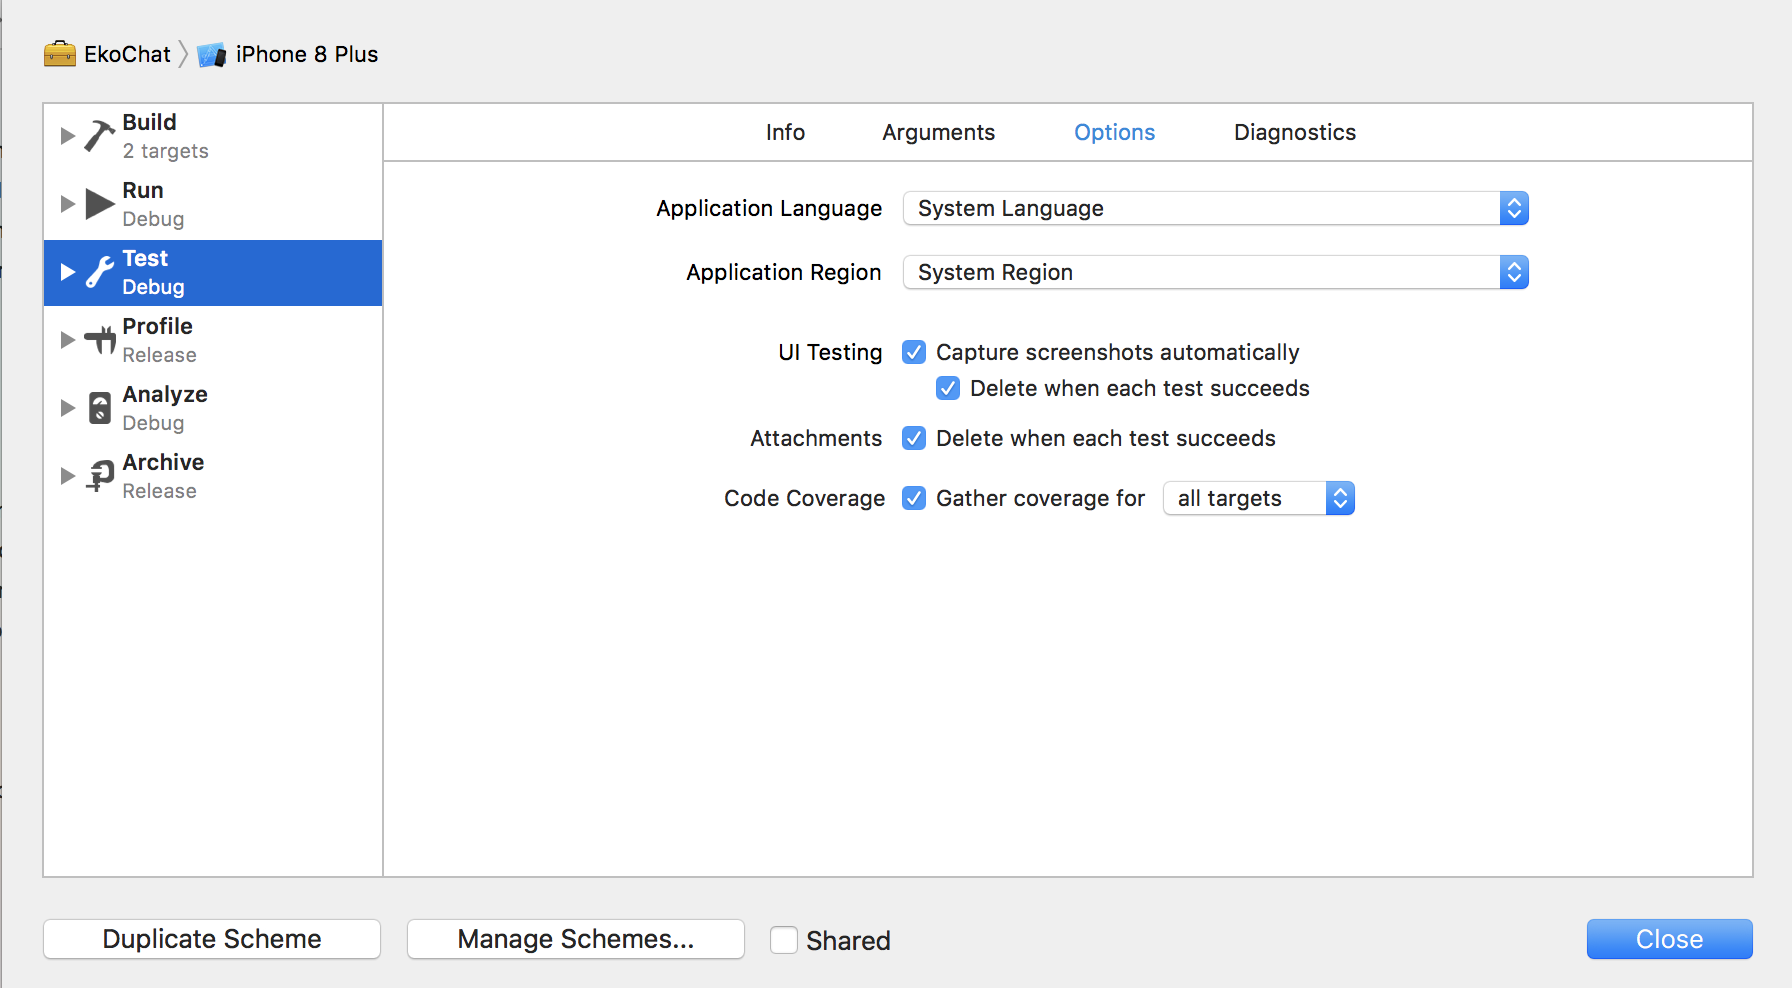 EkoChat iPhone 8 Plus
Build
2 targets
Run
Debug
Test
Debug
Profile
Release
Analyze
Debug
Archive
Release
Info Arguments Options Diagnostics
Application Language System Language
Application Region System Region
UI Testing Capture screenshots automatically
Delete when each test succeeds
Attachments Delete when each test succeeds
Code Coverage Gather coverage for all targets
Duplicate Scheme Manage Schemes... Shared Close